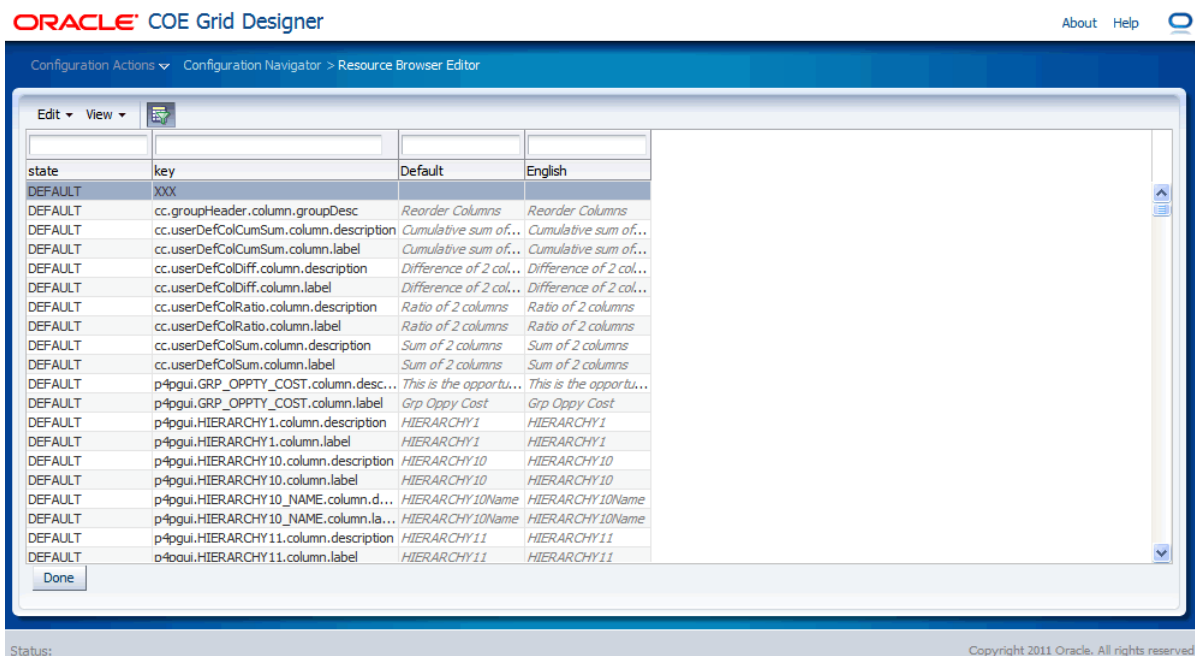 ORACLE COE Grid Designer About Help
Configuration Actions Configuration Navigator > Resource Browser Editor
Edit View
state key Default English
DEFAULT XXX
DEFAULT cc.groupHeader.column.groupDesc Reorder Columns Reorder Columns
DEFAULT cc.userDefColCumSum.column.description Cumulative sum of... Cumulative sum of...
DEFAULT cc.userDefColCumSum.column.label Cumulative sum of... Cumulative sum of...
DEFAULT cc.userDefColDiff.column.description Difference of 2 col... Difference of 2 col...
DEFAULT cc.userDefColDiff.column.label Difference of 2 col... Difference of 2 col...
DEFAULT cc.userDefColRatio.column.description Ratio of 2 columns Ratio of 2 columns
DEFAULT cc.userDefColRatio.column.label Ratio of 2 columns Ratio of 2 columns
DEFAULT cc.userDefColSum.column.description Sum of 2 columns Sum of 2 columns
DEFAULT cc.userDefColSum.column.label Sum of 2 columns Sum of 2 columns
DEFAULT p4pgui.GRP_OPPTY_COST.column.desc... This is the opportu... This is the opportu...
DEFAULT p4pgui.GRP_OPPTY_COST.column.label Grp Oppy Cost Grp Oppy Cost
DEFAULT p4pgui.HIERARCHY1.column.description HIERARCHY1 HIERARCHY1
DEFAULT p4pgui.HIERARCHY1.column.label HIERARCHY1 HIERARCHY1
DEFAULT p4pgui.HIERARCHY10.column.description HIERARCHY10 HIERARCHY10
DEFAULT p4pgui.HIERARCHY10.column.label HIERARCHY10 HIERARCHY10
DEFAULT p4pgui.HIERARCHY10_NAME.column.d... HIERARCHY10Name HIERARCHY10Name
DEFAULT p4pgui.HIERARCHY10_NAME.column.la... HIERARCHY10Name HIERARCHY10Name
DEFAULT p4pgui.HIERARCHY11.column.description HIERARCHY11 HIERARCHY11
DEFAULT p4pgui.HIERARCHY11.column.label HIERARCHY11 HIERARCHY11
Done
Status: Copyright 2011 Oracle. All rights reserved